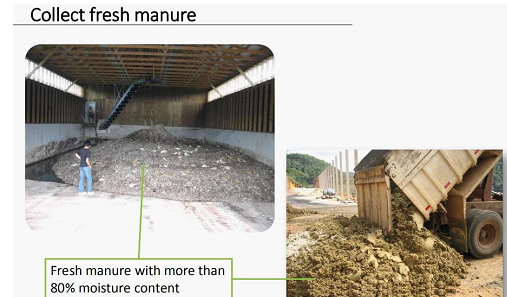 Collect fresh manure
Fresh manure with more than
80% moisture content